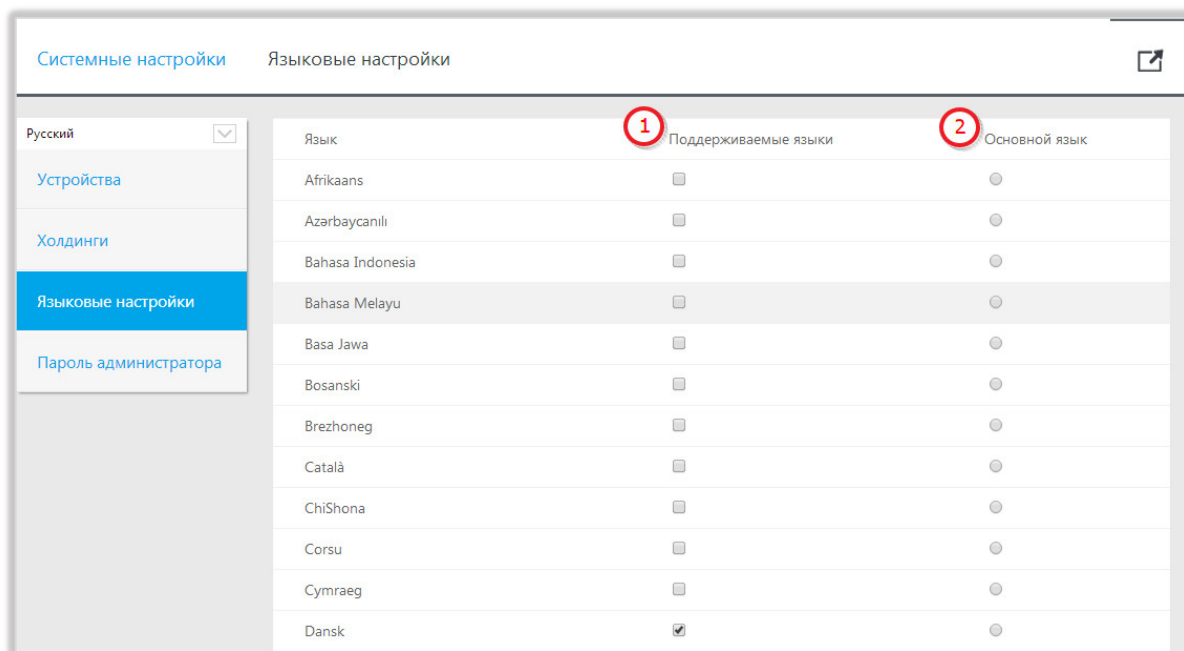 Системные настройки Языковые настройки
Русский
Устройства
Холдинги
Языковые настройки
Пароль администратора
Язык 1 Поддерживаемые языки 2 Основной язык
Afrikaans
Azərbaycanılı
Bahasa Indonesia
Bahasa Melayu
Basa Jawa
Bosanski
Brezhoneg
Català
ChiShona
Corsu
Cymraeg
Dansk